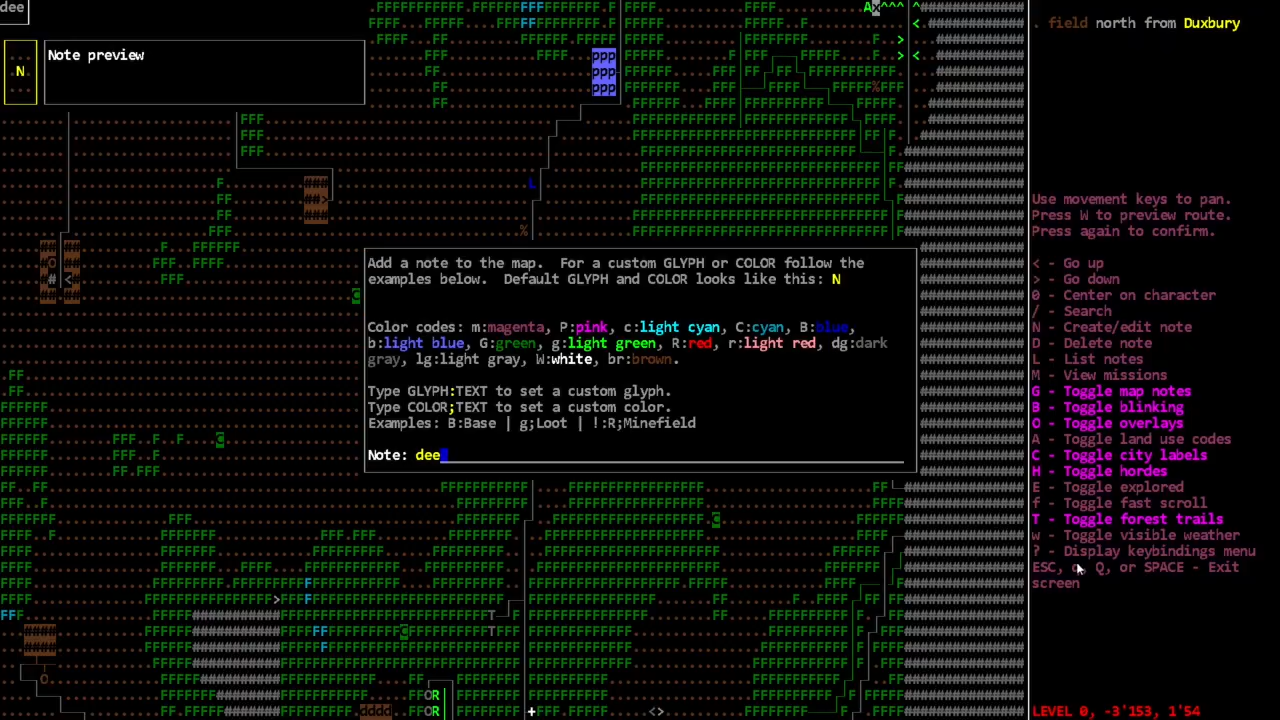 dee
field north from Duxbury
N
Note preview
Use movement keys to pan.
Press W to preview route.
Press again to confirm.
Add a note to the map.  For a custom GLYPH or COLOR follow the
examples below.  Default GLYPH and COLOR looks like this: N
< - Go up
> - Go down
0 - Center on character
/ - Search
N - Create/edit note
D - Delete note
L - List notes
M - View missions
G - Toggle map notes
B - Toggle blinking
O - Toggle overlays
A - Toggle land use codes
C - Toggle city labels
H - Toggle hordes
E - Toggle explored
f - Toggle fast scroll
T - Toggle forest trails
w - Toggle visible weather
? - Display keybindings menu
ESC, q, Q, or SPACE - Exit
screen
Color codes: m:magenta, P:pink, c:light cyan, C:cyan, B:blue,
b:light blue, G:green, g:light green, R:red, r:light red, dg:dark
gray, lg:light gray, W:white, br:brown.
Type GLYPH:TEXT to set a custom glyph.
Type COLOR;TEXT to set a custom color.
Examples: B:Base | g;Loot | !:R;Minefield
Note: dee
LEVEL 0, -3'153, 1'54